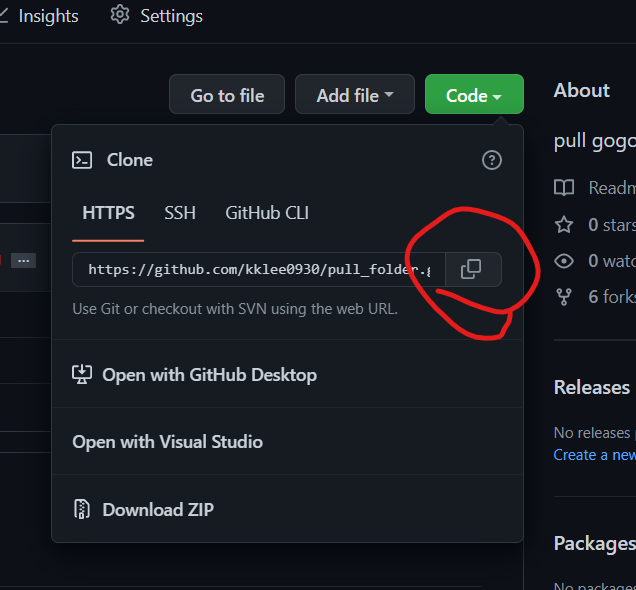 Insights
Settings
Go to file
Add file
Code
About
Clone
pull gogo
HTTPS
SSH
GitHub CLI
Readm
0 stars
...
https://github.com/kklee0930/pull_folder.g
0 watc
Use Git or checkout with SVN using the web URL.
6 forks
Open with GitHub Desktop
Releases
No releases p
Open with Visual Studio
Create a new
Download ZIP
Packages
No packages